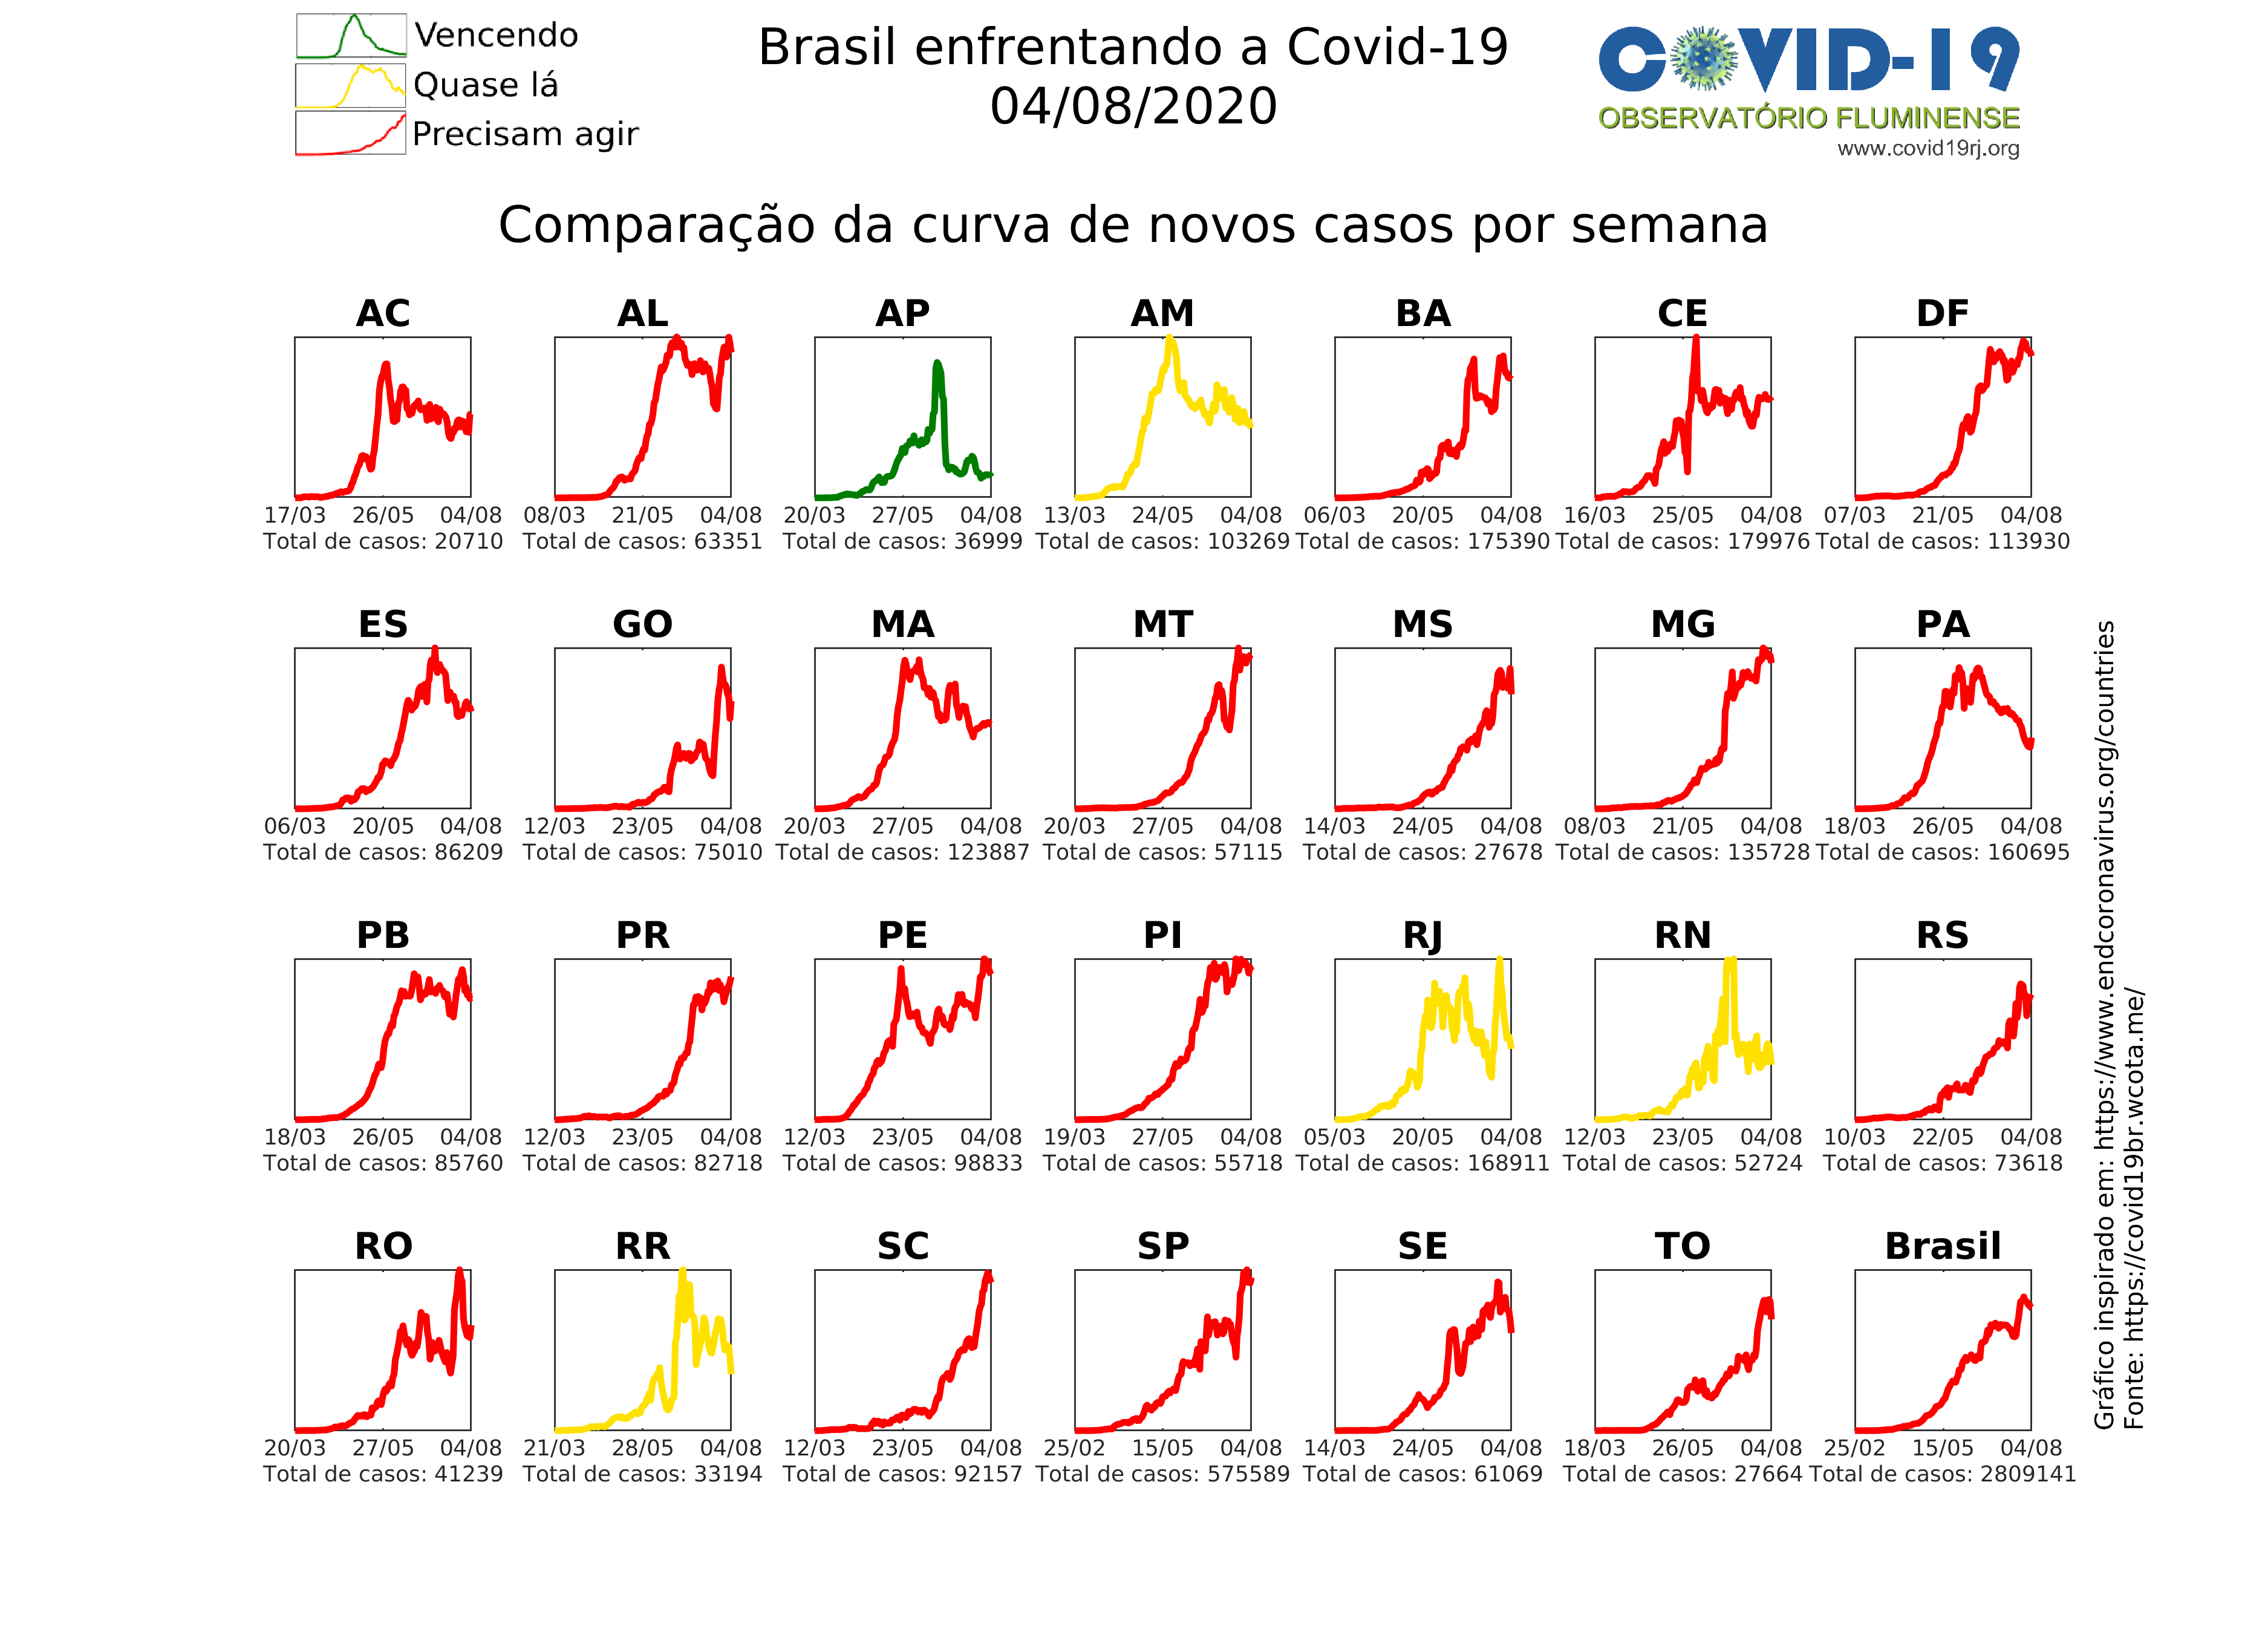 Vencendo
Quase lá
Precisam agir
Brasil enfrentando a Covid-19
04/08/2020
COVID-19
OBSERVATÓRIO FLUMINENSE
www.covid19rj.org
Comparação da curva de novos casos por semana
AC AL AP AM BA CE DF
17/03 26/05 04/08 08/03 21/05 04/08 20/03 27/05 04/08 13/03 24/05 04/08 06/03 20/05 04/08 16/03 25/05 04/08 07/03 21/05 04/08
Total de casos: 20710 Total de casos: 63351 Total de casos: 36999 Total de casos: 103269 Total de casos: 175390 Total de casos: 179976 Total de casos: 113930
ES GO MA MT MS MG PA
06/03 20/05 04/08 12/03 23/05 04/08 20/03 27/05 04/08 20/03 27/05 04/08 14/03 24/05 04/08 08/03 21/05 04/08 18/03 26/05 04/08
Total de casos: 86209 Total de casos: 75010 Total de casos: 123887 Total de casos: 57115 Total de casos: 27678 Total de casos: 135728 Total de casos: 160695
PB PR PE PI RJ RN RS
18/03 26/05 04/08 12/03 23/05 04/08 12/03 23/05 04/08 19/03 27/05 04/08 05/03 20/05 04/08 12/03 23/05 04/08 10/03 22/05 04/08
Total de casos: 85760 Total de casos: 82718 Total de casos: 98833 Total de casos: 55718 Total de casos: 168911 Total de casos: 52724 Total de casos: 73618
RO RR SC SP SE TO Brasil
20/03 27/05 04/08 21/03 28/05 04/08 12/03 23/05 04/08 25/02 15/05 04/08 14/03 24/05 04/08 18/03 26/05 04/08 25/02 15/05 04/08
Total de casos: 41239 Total de casos: 33194 Total de casos: 92157 Total de casos: 575589 Total de casos: 61069 Total de casos: 27664 Total de casos: 2809141
Gráfico inspirado em: https://www.endcoronavirus.org/countries
Fonte: https://covid19br.wcota.me/